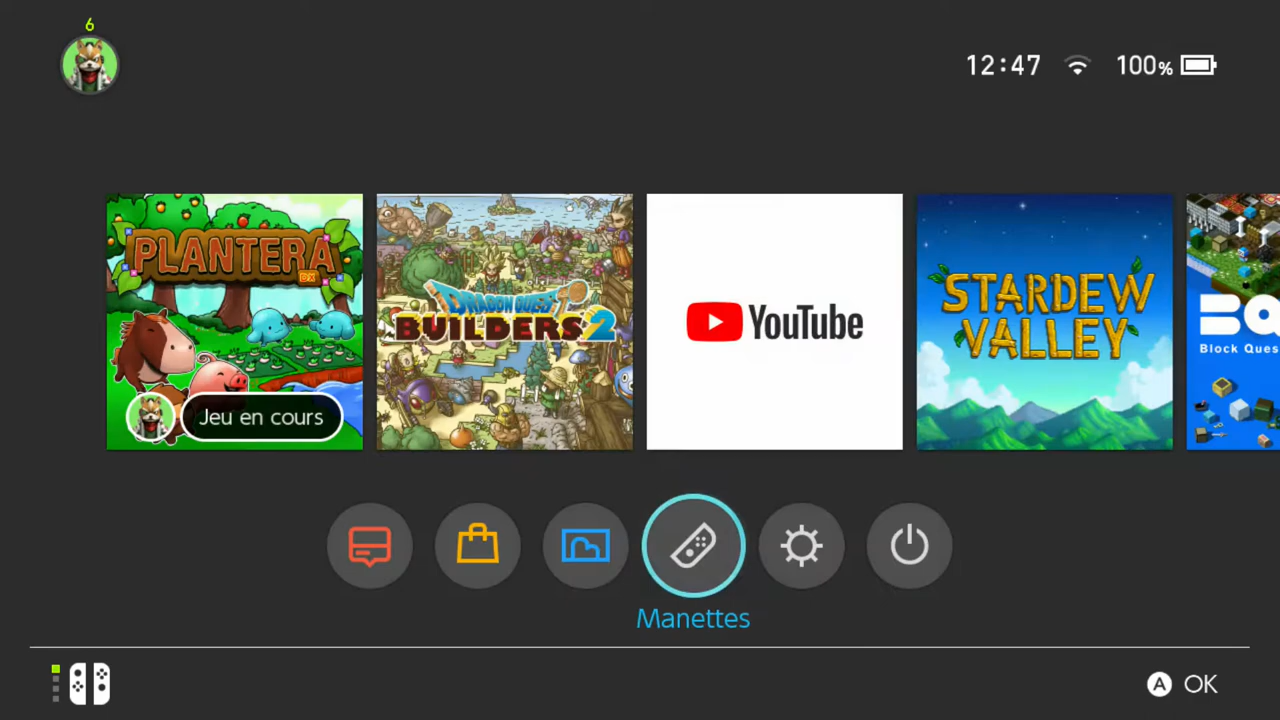 6
12:47 100%
PLANTERA
DX
Jeu en cours
DRAGON QUEST
BUILDERS 2
YouTube
STARDEW
VALLEY
Block Ques
Manettes
A OK